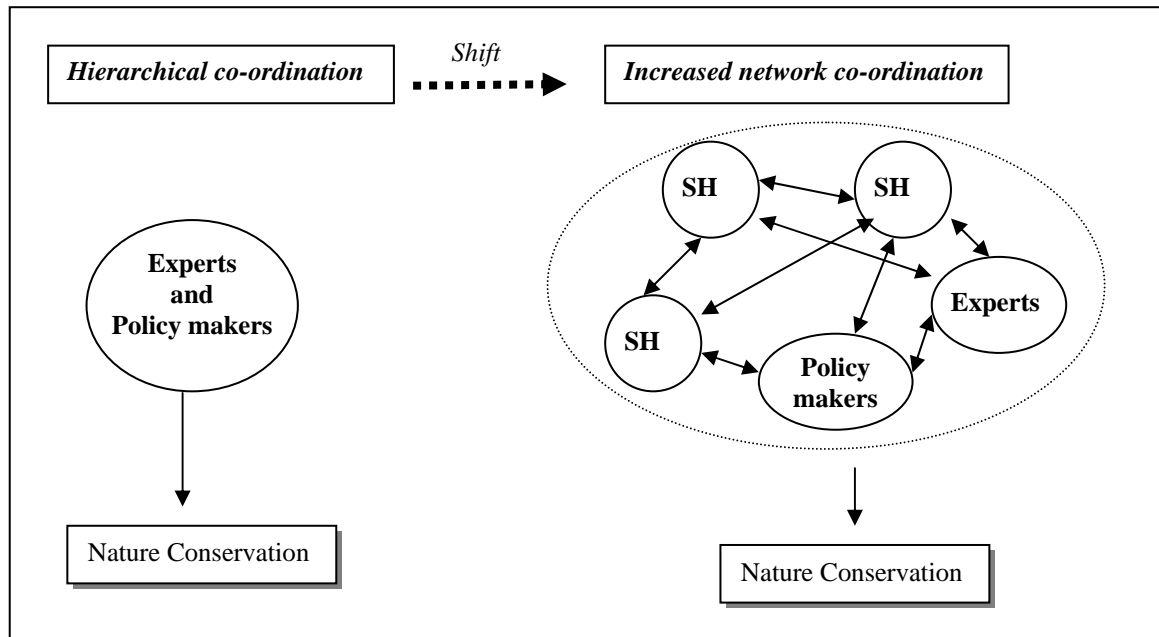 Hierarchical co-ordination
Shift
Increased network co-ordination
SH
SH
Experts
and
Policy makers
Experts
SH
Policy
makers
Nature Conservation
Nature Conservation